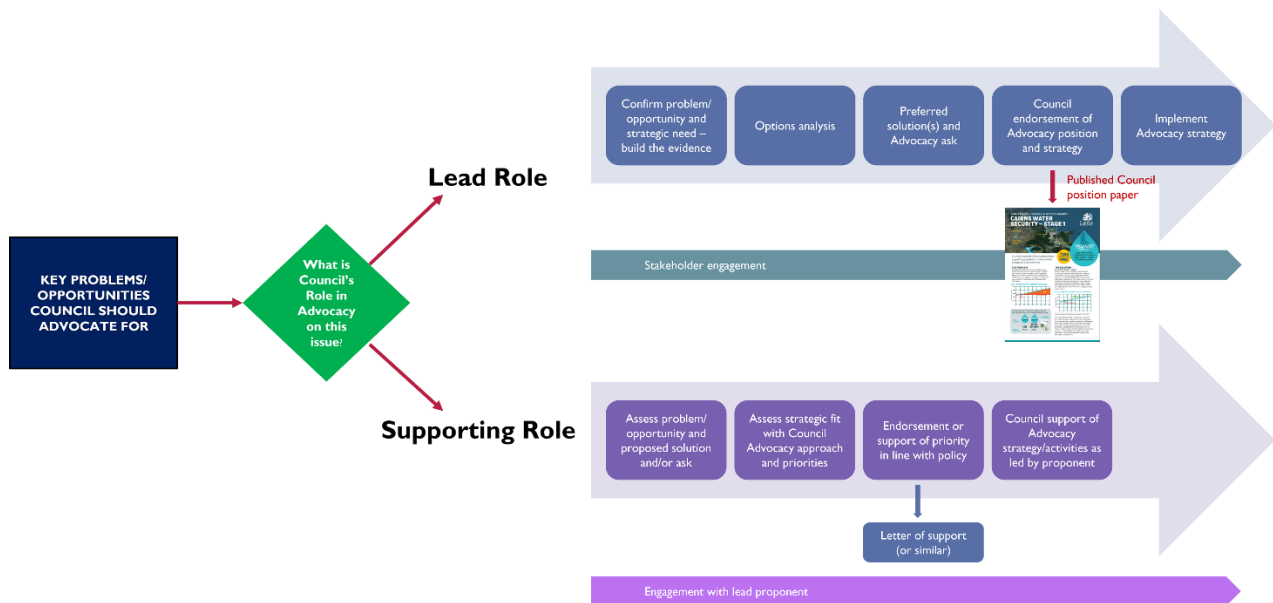 KEY PROBLEMS/
OPPORTUNITIES
COUNCIL SHOULD
ADVOCATE FOR
What is
Council's
Role in
Advocacy
on this
issue?
Lead Role
Confirm problem/
opportunity and
strategic need –
build the evidence
Options analysis
Preferred
solution(s) and
Advocacy ask
Council
endorsement of
Advocacy position
and strategy
Implement
Advocacy strategy
Published Council
position paper
CAIRNS WATER
SECURITY – STAGE 1
Stakeholder engagement
Supporting Role
Assess problem/
opportunity and
proposed solution
and/or ask
Assess strategic fit
with Council
Advocacy approach
and priorities
Endorsement or
support of priority
in line with policy
Council support of
Advocacy
strategy/activities as
led by proponent
Letter of support
(or similar)
Engagement with lead proponent